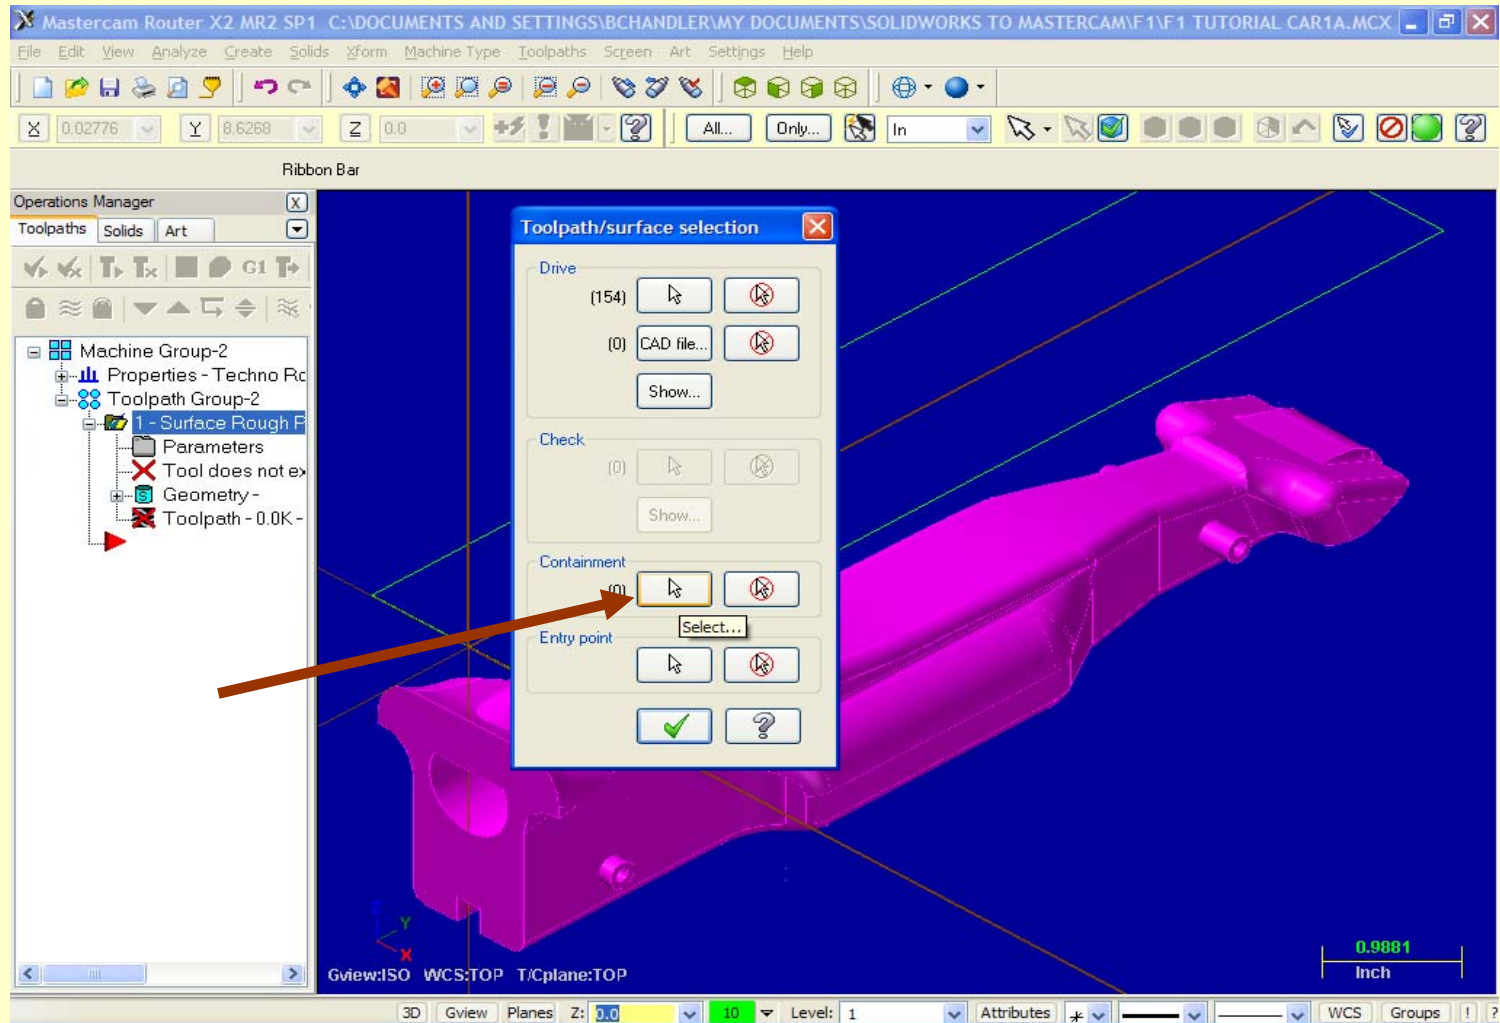 Mastercam Router X2 MR2 SP1 C:\DOCUMENTS AND SETTINGS\BCHANDLER\MY DOCUMENTS\SOLIDWORKS TO MASTERCAM\F1\F1 TUTORIAL CAR1A.MCX
File Edit View Analyze Create Solids Xform Machine Type Toolpaths Screen Art Settings Help
X 0.02776 Y 8.6268 Z 0.0 All... Only... In
Ribbon Bar
Operations Manager
Toolpaths Solids Art
G1
Machine Group-2
Properties - Techno Ro
Toolpath Group-2
1 - Surface Rough P
Parameters
Tool does not ex
Geometry -
Toolpath - 0.0K -
Toolpath/surface selection
Drive
(154)
(0) CAD file...
Show...
Check
(0)
Show...
Containment
(0)
Select...
Entry point
Z
Y
X
Gview:ISO WCS:TOP T/Cplane:TOP
0.9881
Inch
3D Gview Planes Z: 0.0 10 Level: 1 Attributes WCS Groups ! ?